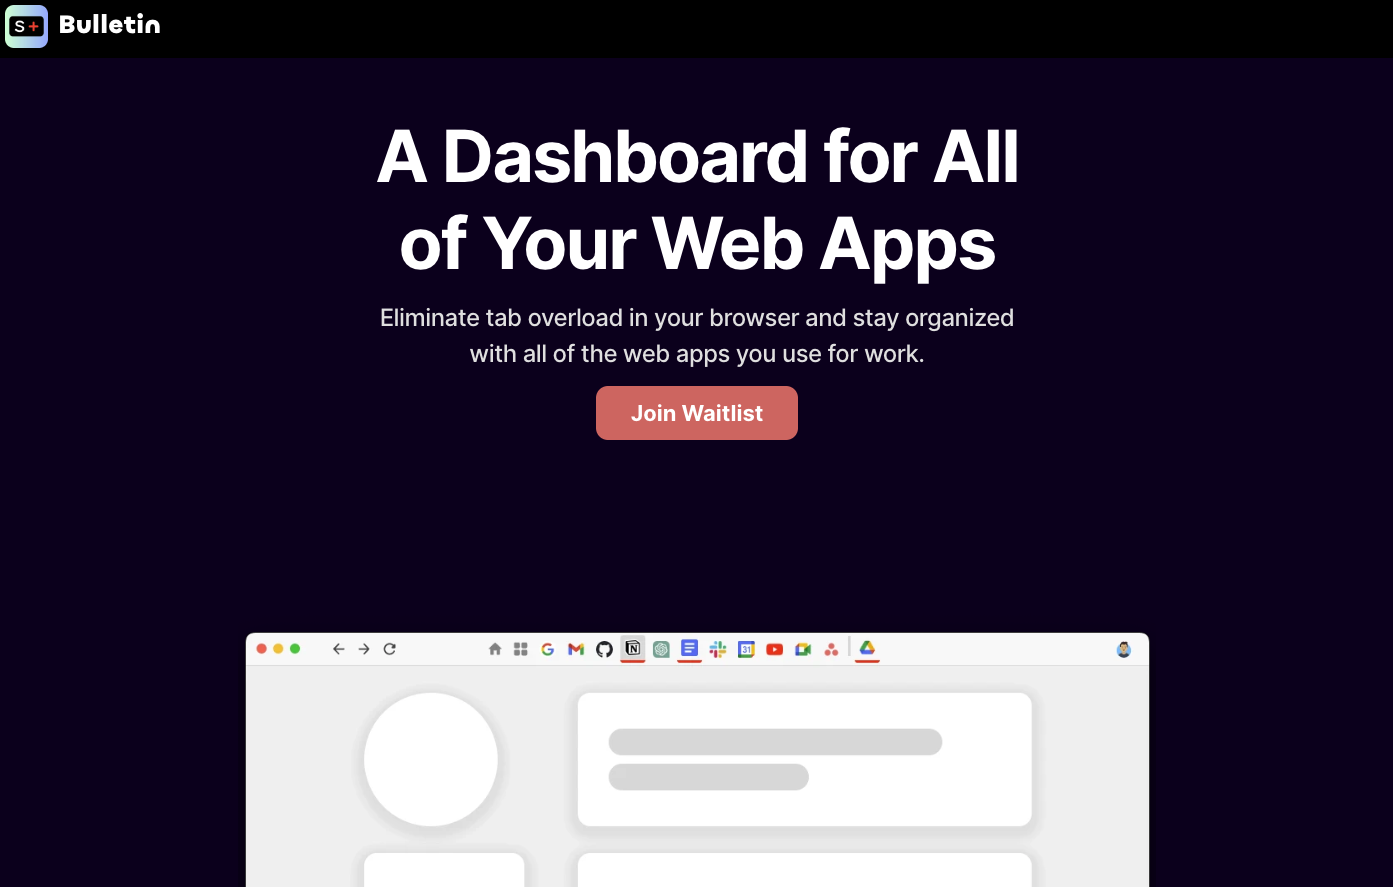 S+
Bulletin
A Dashboard for All
of Your Web Apps
Eliminate tab overload in your browser and stay organized
with all of the web apps you use for work.
Join Waitlist
31